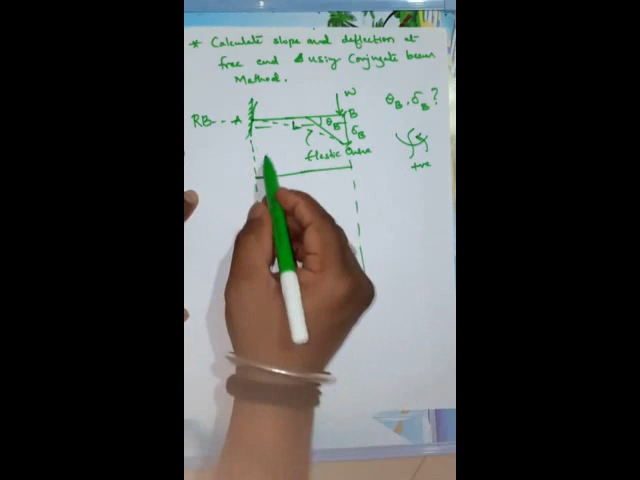 * Calculate slope and deflection at
free end using Conjugate beam
Method.
W
θB, δB?
RB--- A
B
L
θB
δB
Elastic Curve
+ve